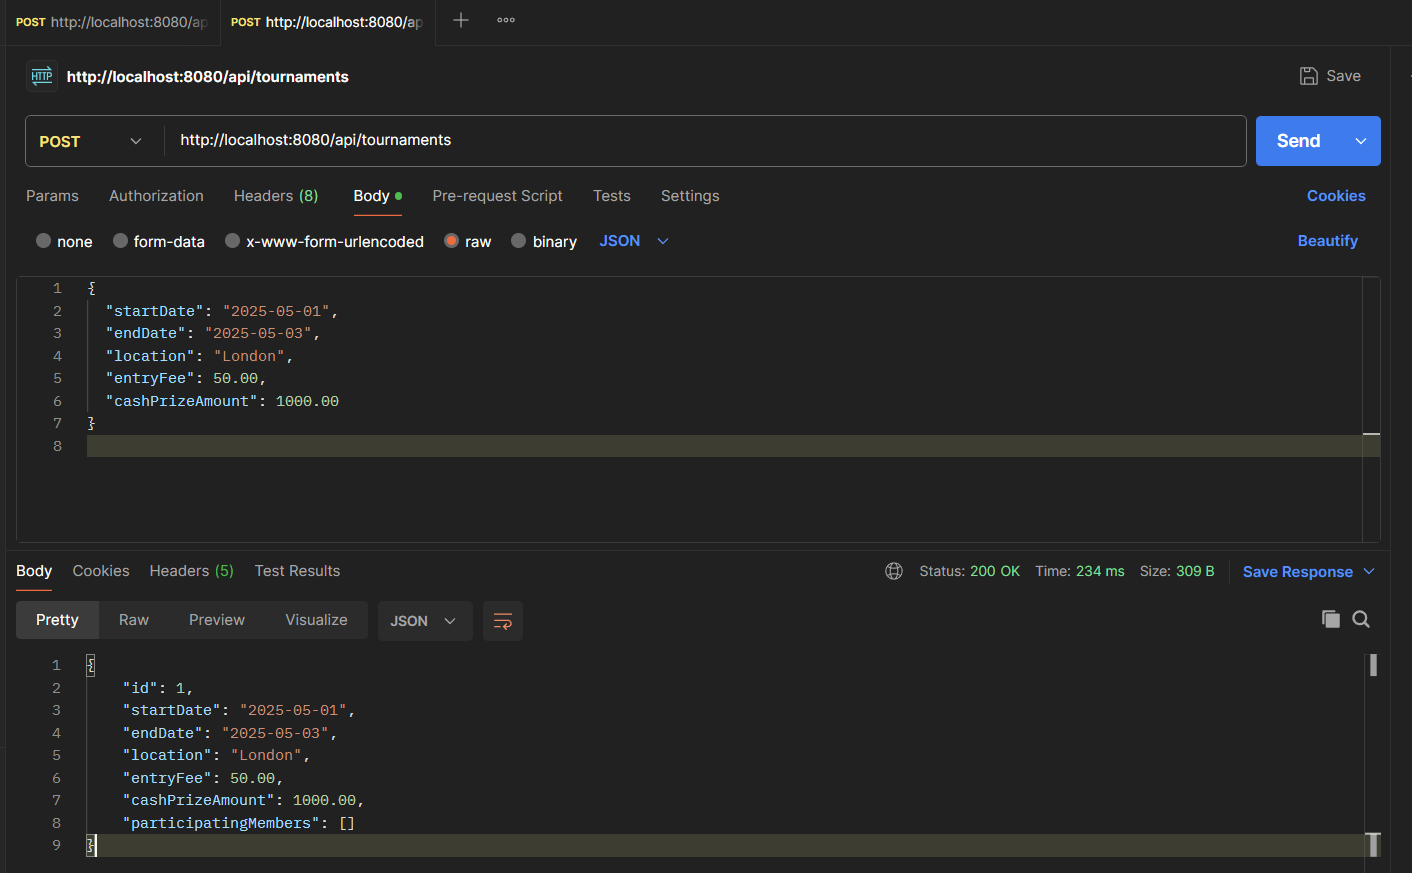 POST http://localhost:8080/ap POST http://localhost:8080/ap
HTTP http://localhost:8080/api/tournaments Save
POST http://localhost:8080/api/tournaments Send
Params Authorization Headers (8) Body Pre-request Script Tests Settings Cookies
none form-data x-www-form-urlencoded raw binary JSON Beautify
1 {
2 "startDate": "2025-05-01",
3 "endDate": "2025-05-03",
4 "location": "London",
5 "entryFee": 50.00,
6 "cashPrizeAmount": 1000.00
7 }
8
Body Cookies Headers (5) Test Results Status: 200 OK Time: 234 ms Size: 309 B Save Response
Pretty Raw Preview Visualize JSON
1 {
2 "id": 1,
3 "startDate": "2025-05-01",
4 "endDate": "2025-05-03",
5 "location": "London",
6 "entryFee": 50.00,
7 "cashPrizeAmount": 1000.00,
8 "participatingMembers": []
9 }